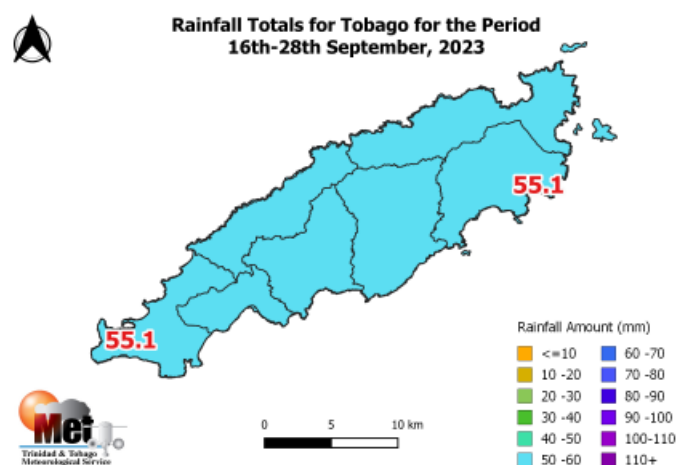 Rainfall Totals for Tobago for the Period
16th-28th September, 2023
55.1
55.1
Rainfall Amount (mm)
<=10
10 -20
20 -30
30 -40
40 -50
50 -60
60 -70
70 -80
80 -90
90 -100
100-110
110+
0 5 10 km
Met
Trinidad & Tobago
Meteorological Service